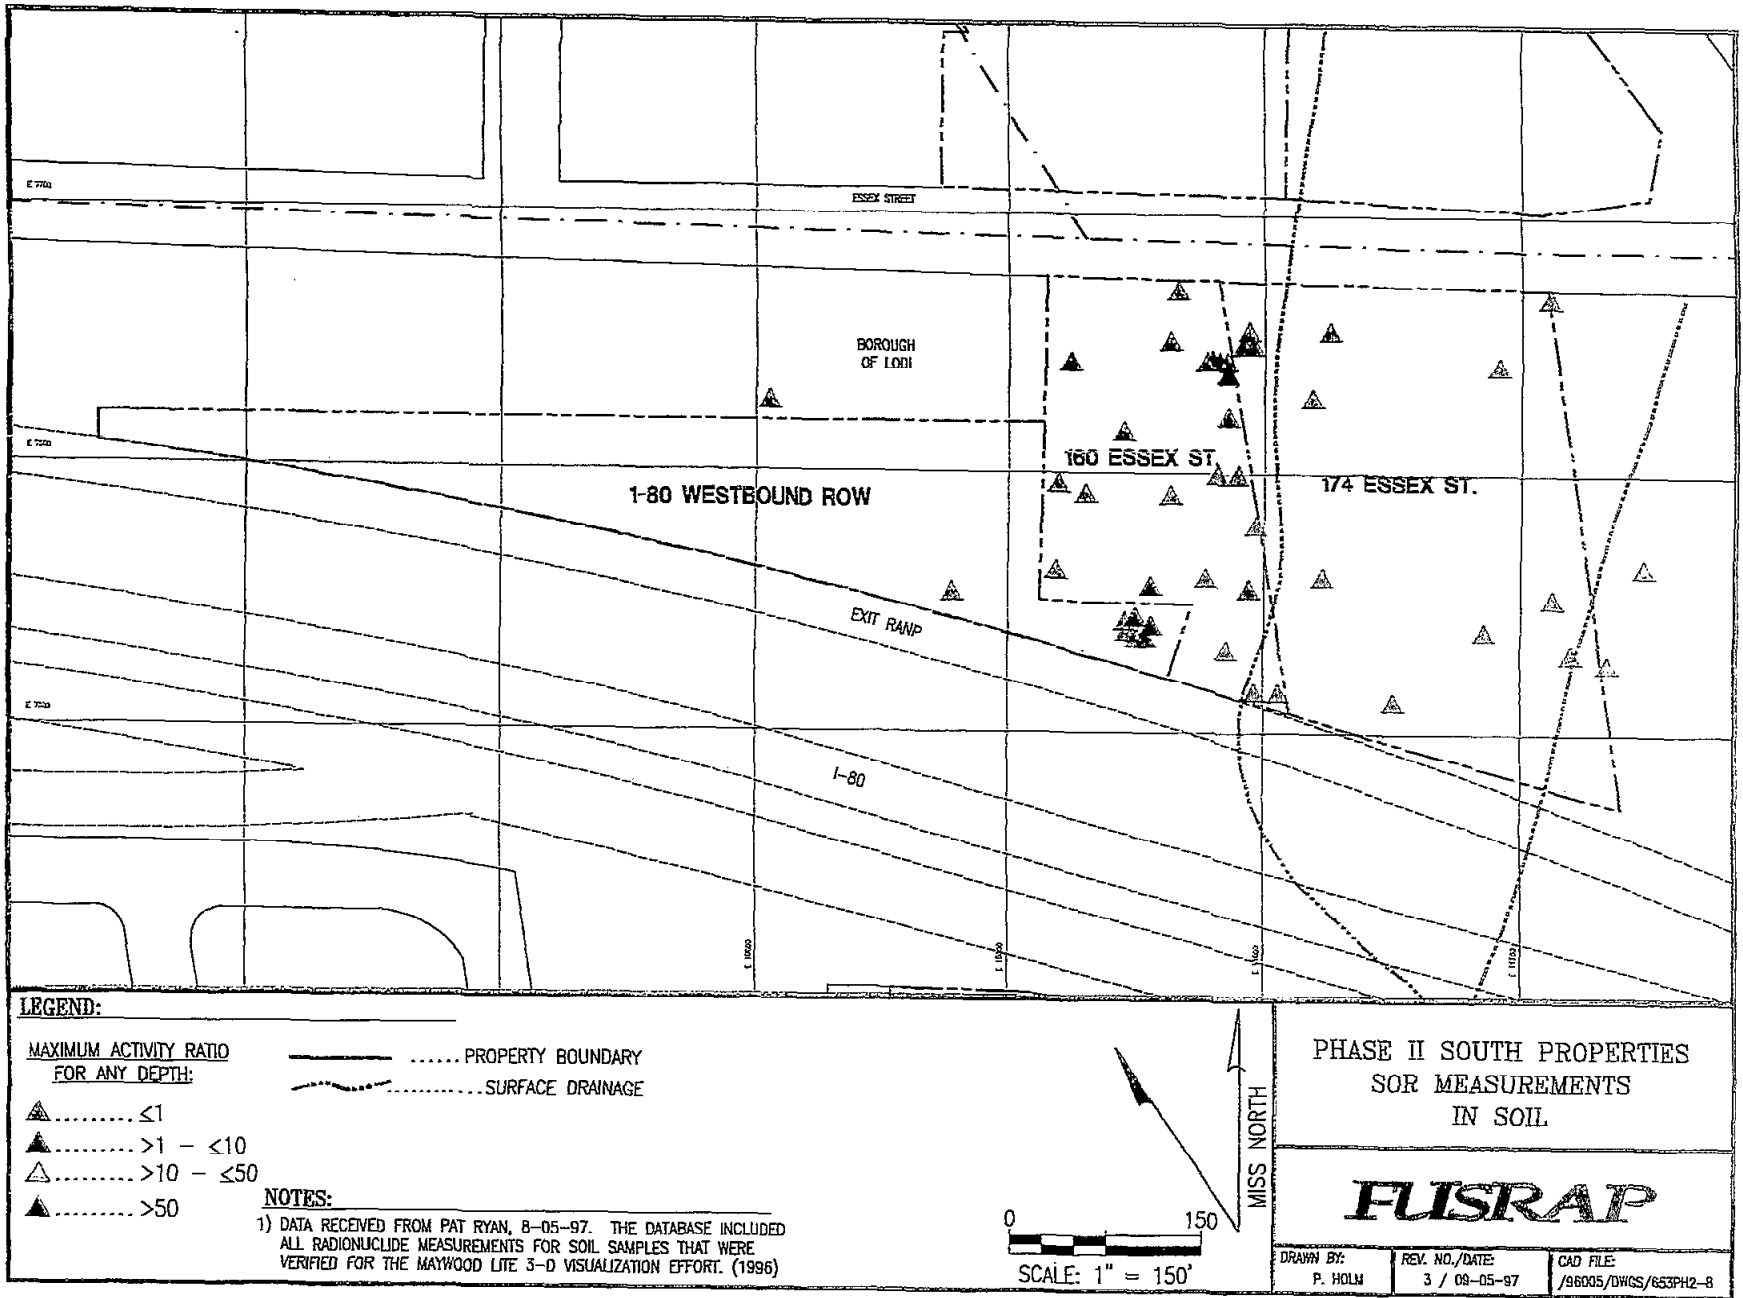 E 7700
ESSEX STREET
BOROUGH
OF LODI
160 ESSEX ST.
174 ESSEX ST.
1-80 WESTBOUND ROW
EXIT RAMP
I-80
LEGEND:
MAXIMUM ACTIVITY RATIO
FOR ANY DEPTH:
.........≤1
.........>1 - ≤10
.........>10 - ≤50
.........>50
......PROPERTY BOUNDARY
.........SURFACE DRAINAGE
NOTES:
1) DATA RECEIVED FROM PAT RYAN, 8-05-97. THE DATABASE INCLUDED
ALL RADIONUCLIDE MEASUREMENTS FOR SOIL SAMPLES THAT WERE
VERIFIED FOR THE MAYWOOD LITE 3-D VISUALIZATION EFFORT. (1996)
MISS NORTH
0 150
SCALE: 1" = 150'
PHASE II SOUTH PROPERTIES
SOR MEASUREMENTS
IN SOIL
FUSRAP
DRAWN BY:
P. HOLM
REV. NO./DATE:
3 / 09-05-97
CAD FILE:
/96005/DWGS/653PH2-8